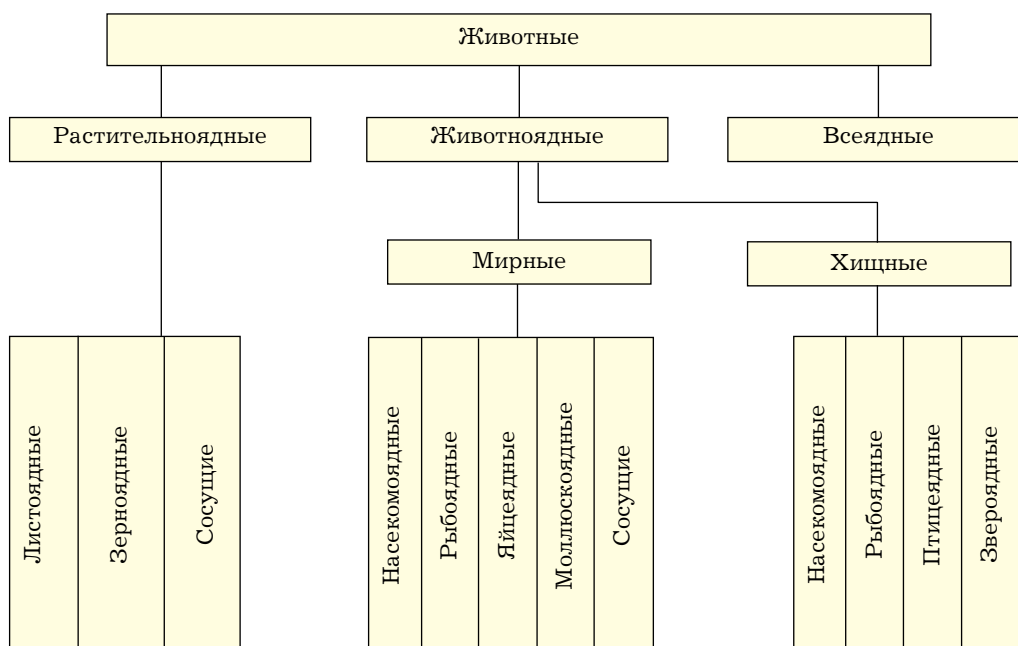 Животные
Растительноядные
Животноядные
Всеядные
Мирные
Хищные
Листоядные
Зерноядные
Сосущие
Насекомоядные
Рыбоядные
Яйцеядные
Моллюскоядные
Сосущие
Насекомоядные
Рыбоядные
Птицеядные
Звероядные